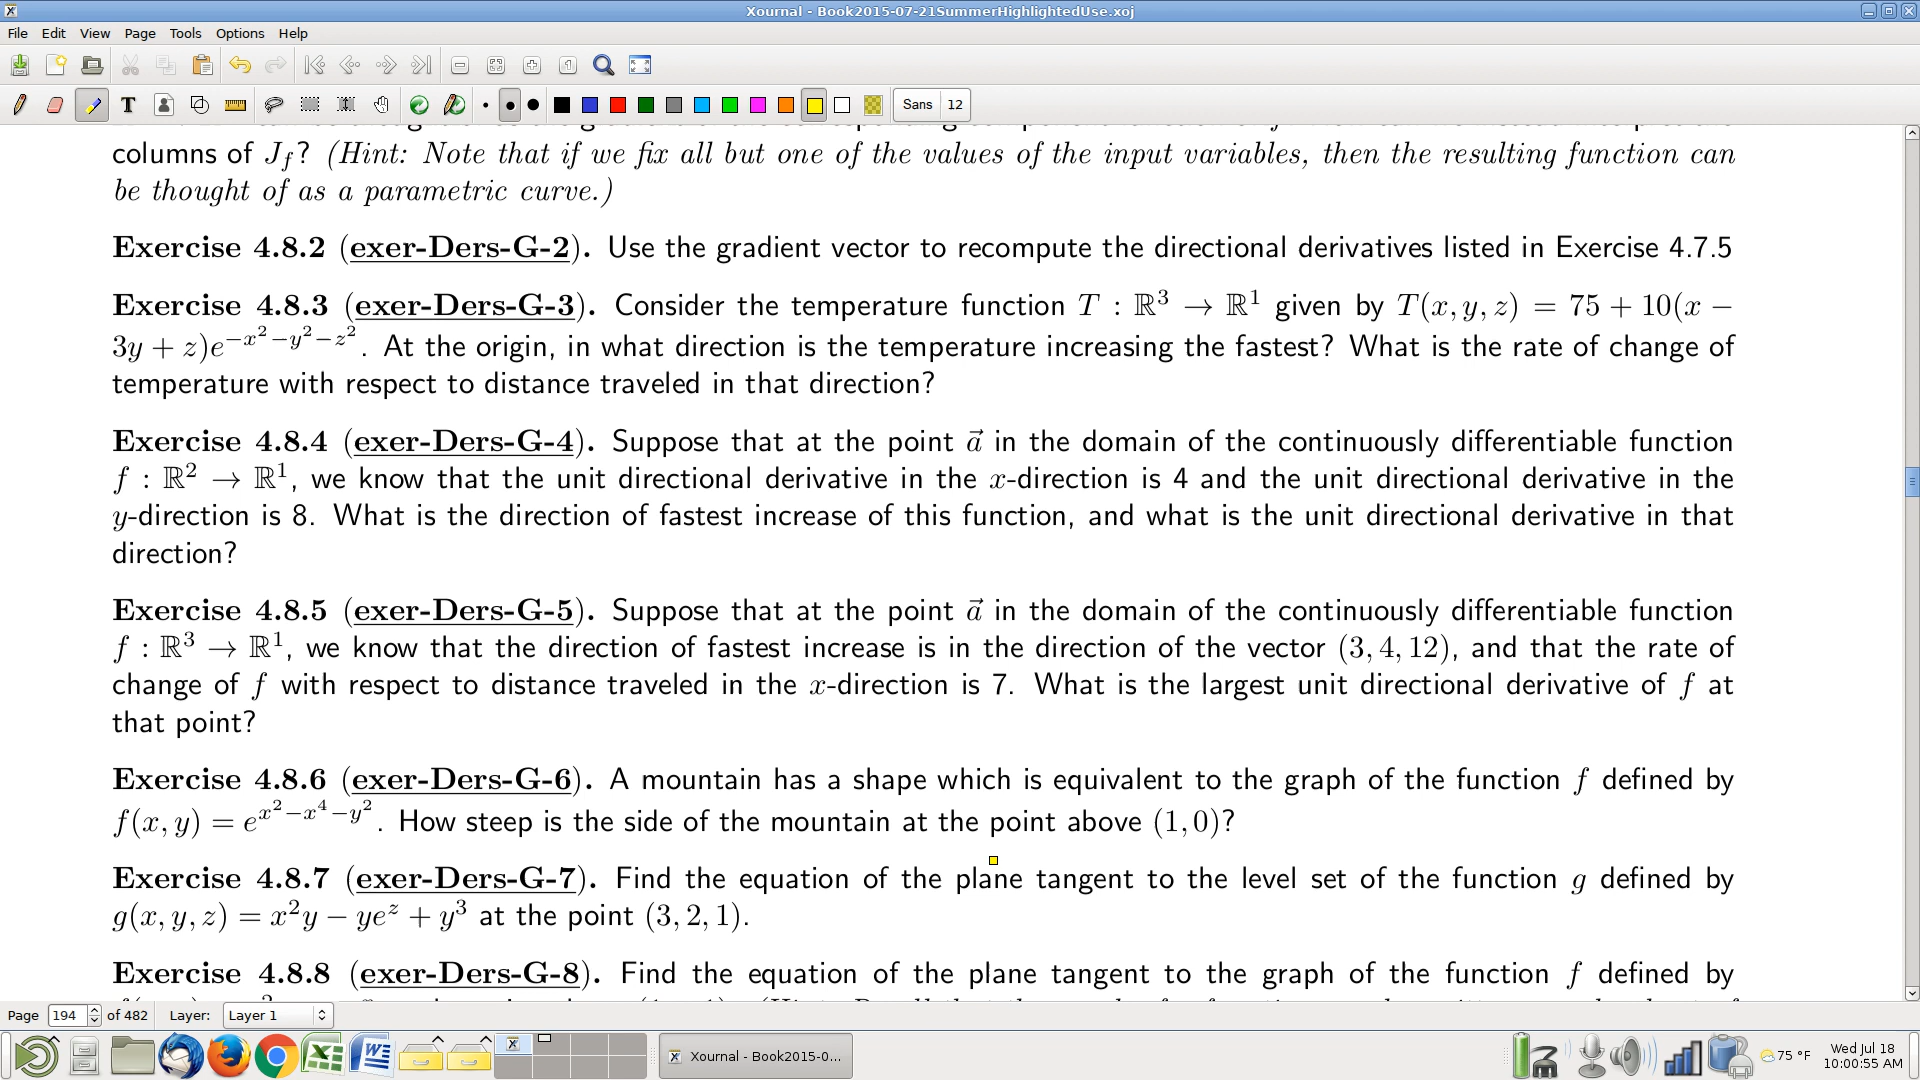 Xournal - Book2015-07-21SummerHighlightedUse.xoj
File Edit View Page Tools Options Help
Sans 12
columns of J_f? (Hint: Note that if we fix all but one of the values of the input variables, then the resulting function can
be thought of as a parametric curve.)
Exercise 4.8.2 (exer-Ders-G-2). Use the gradient vector to recompute the directional derivatives listed in Exercise 4.7.5
Exercise 4.8.3 (exer-Ders-G-3). Consider the temperature function T : ℝ³ → ℝ¹ given by T(x, y, z) = 75 + 10(x −
3y + z)e^{−x²−y²−z²}. At the origin, in what direction is the temperature increasing the fastest? What is the rate of change of
temperature with respect to distance traveled in that direction?
Exercise 4.8.4 (exer-Ders-G-4). Suppose that at the point a⃗ in the domain of the continuously differentiable function
f : ℝ² → ℝ¹, we know that the unit directional derivative in the x-direction is 4 and the unit directional derivative in the
y-direction is 8. What is the direction of fastest increase of this function, and what is the unit directional derivative in that
direction?
Exercise 4.8.5 (exer-Ders-G-5). Suppose that at the point a⃗ in the domain of the continuously differentiable function
f : ℝ³ → ℝ¹, we know that the direction of fastest increase is in the direction of the vector (3, 4, 12), and that the rate of
change of f with respect to distance traveled in the x-direction is 7. What is the largest unit directional derivative of f at
that point?
Exercise 4.8.6 (exer-Ders-G-6). A mountain has a shape which is equivalent to the graph of the function f defined by
f(x, y) = e^{x²−x⁴−y²}. How steep is the side of the mountain at the point above (1, 0)?
Exercise 4.8.7 (exer-Ders-G-7). Find the equation of the plane tangent to the level set of the function g defined by
g(x, y, z) = x²y − ye^z + y³ at the point (3, 2, 1).
Exercise 4.8.8 (exer-Ders-G-8). Find the equation of the plane tangent to the graph of the function f defined by
Page 194 of 482 Layer: Layer 1
Xournal - Book2015-0...
75 °F
Wed Jul 18
10:00:55 AM